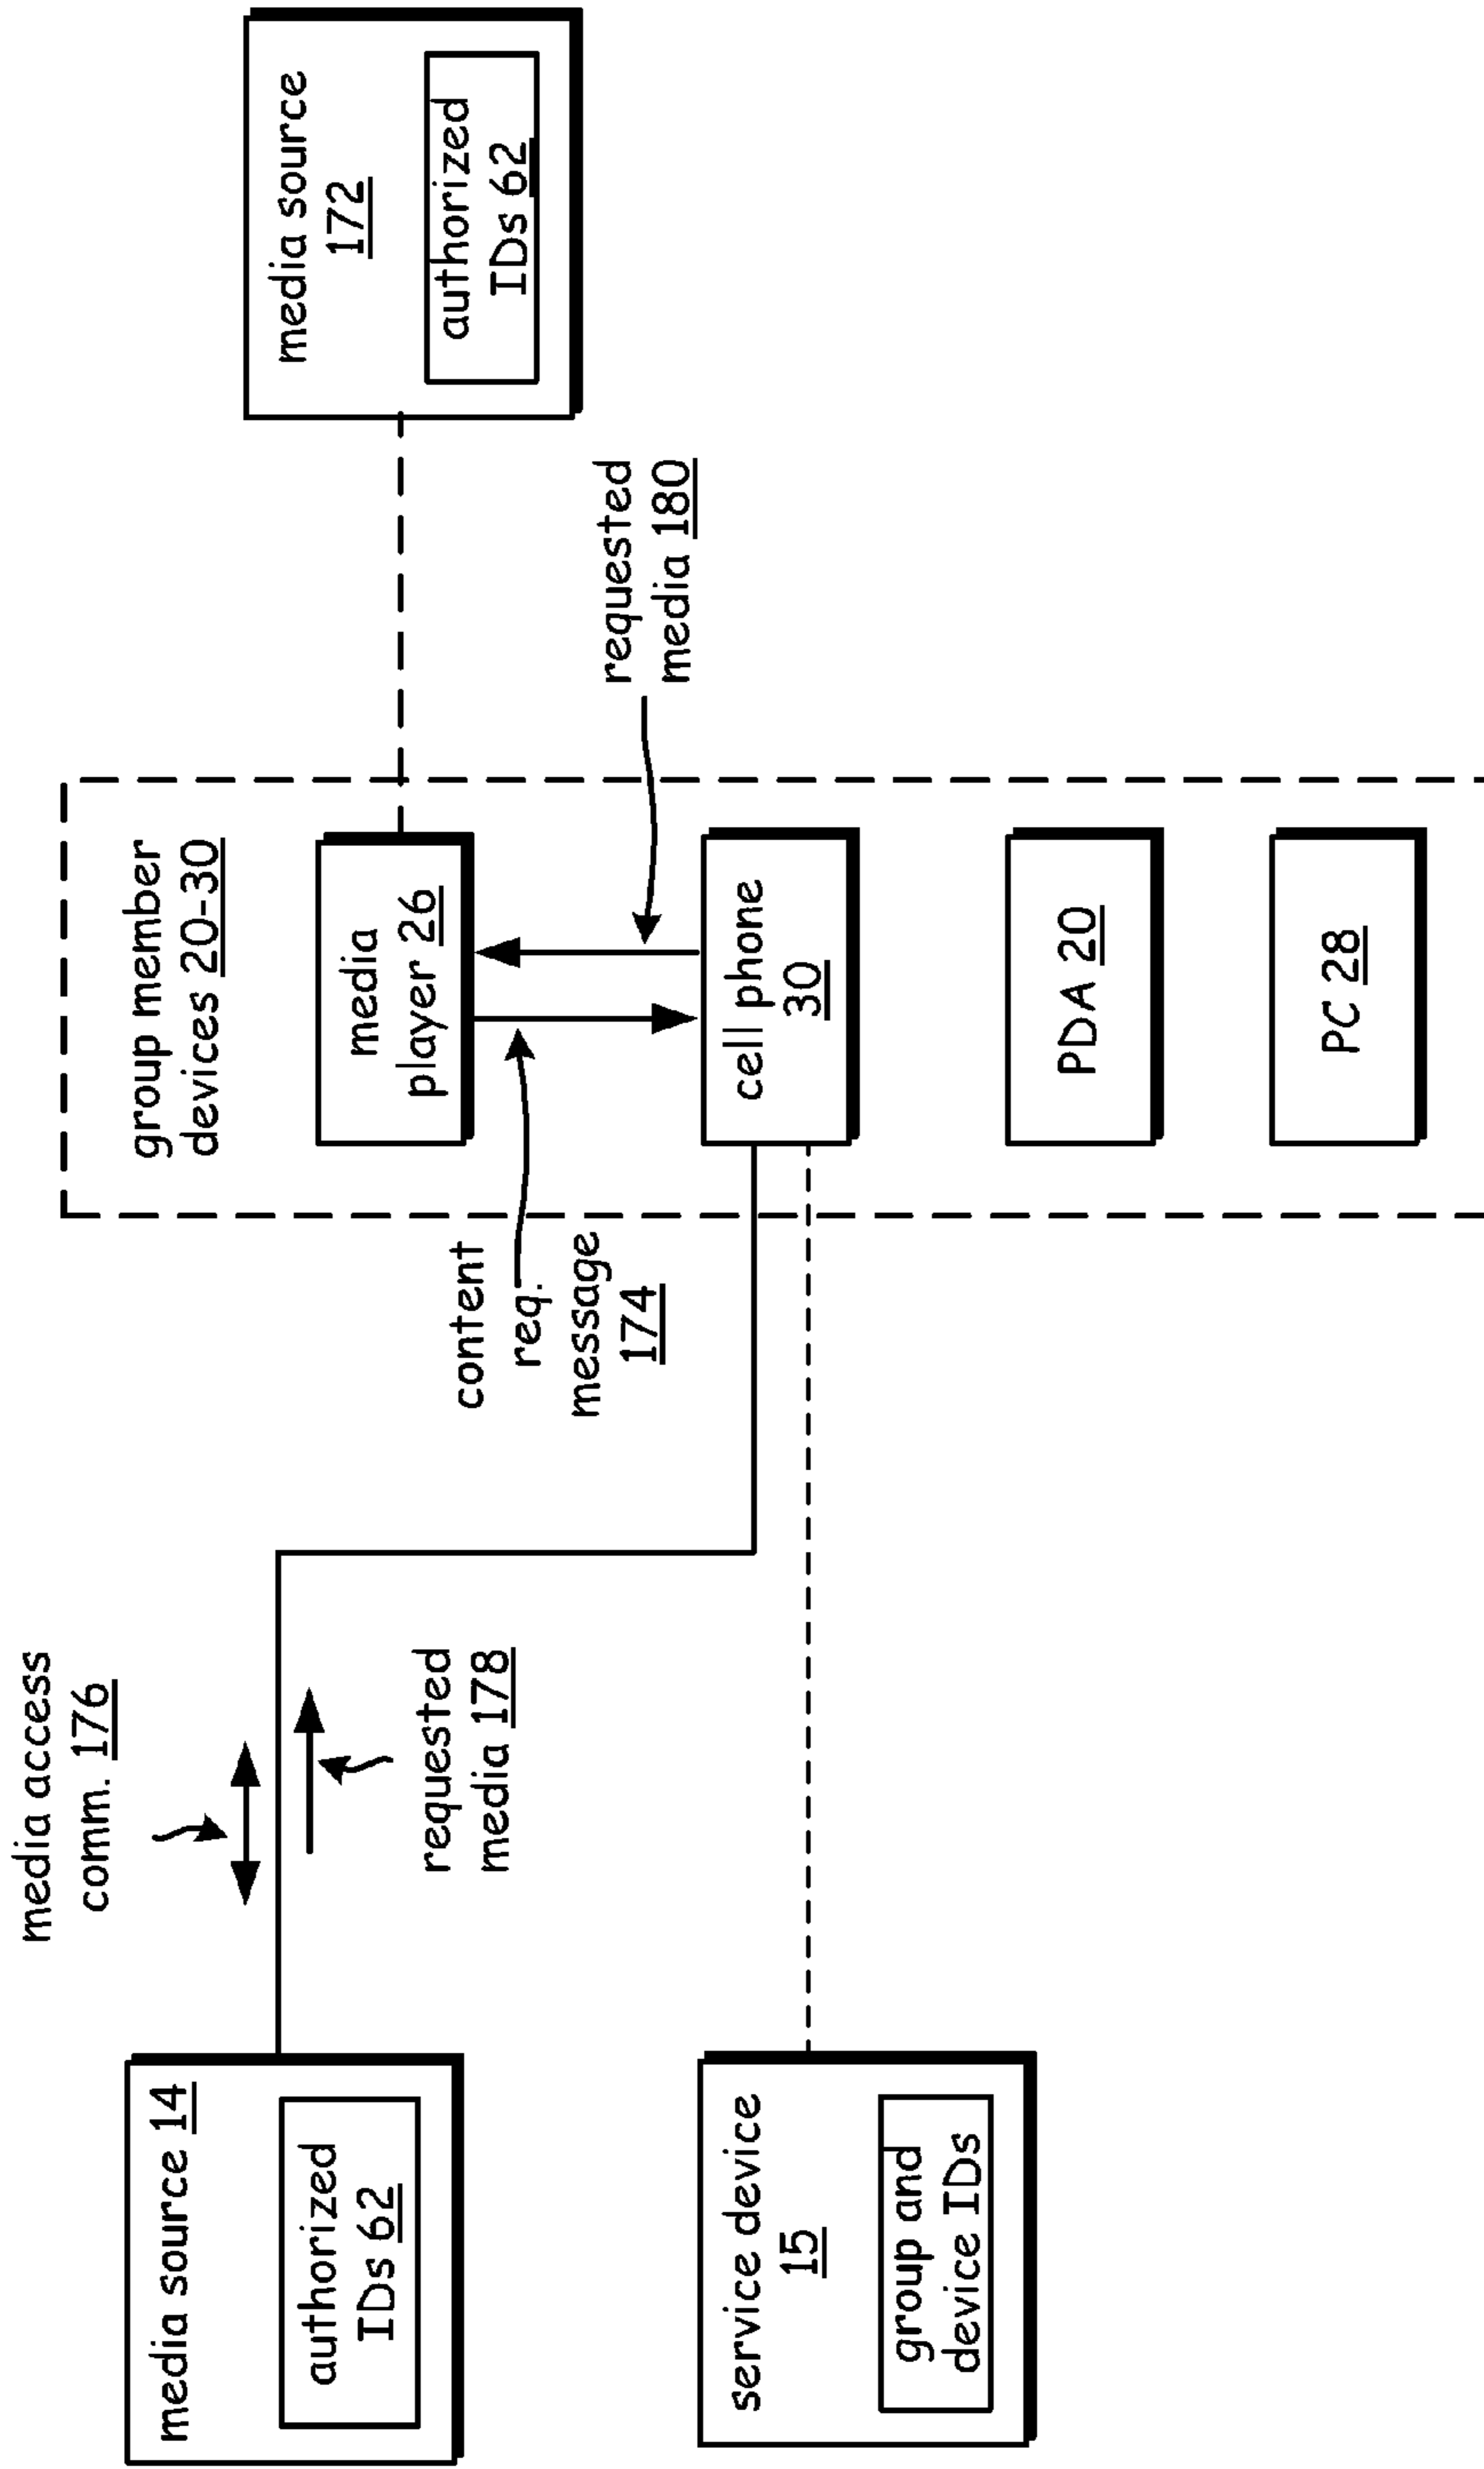 media access
comm. 176
media source 14
authorized
IDs 62
requested
media 178
group member
devices 20-30
media
player 26
content
req.
message
174
requested
media 180
media source
172
authorized
IDs 62
service device
15
group and
device IDs
cell phone
30
PDA 20
PC 28